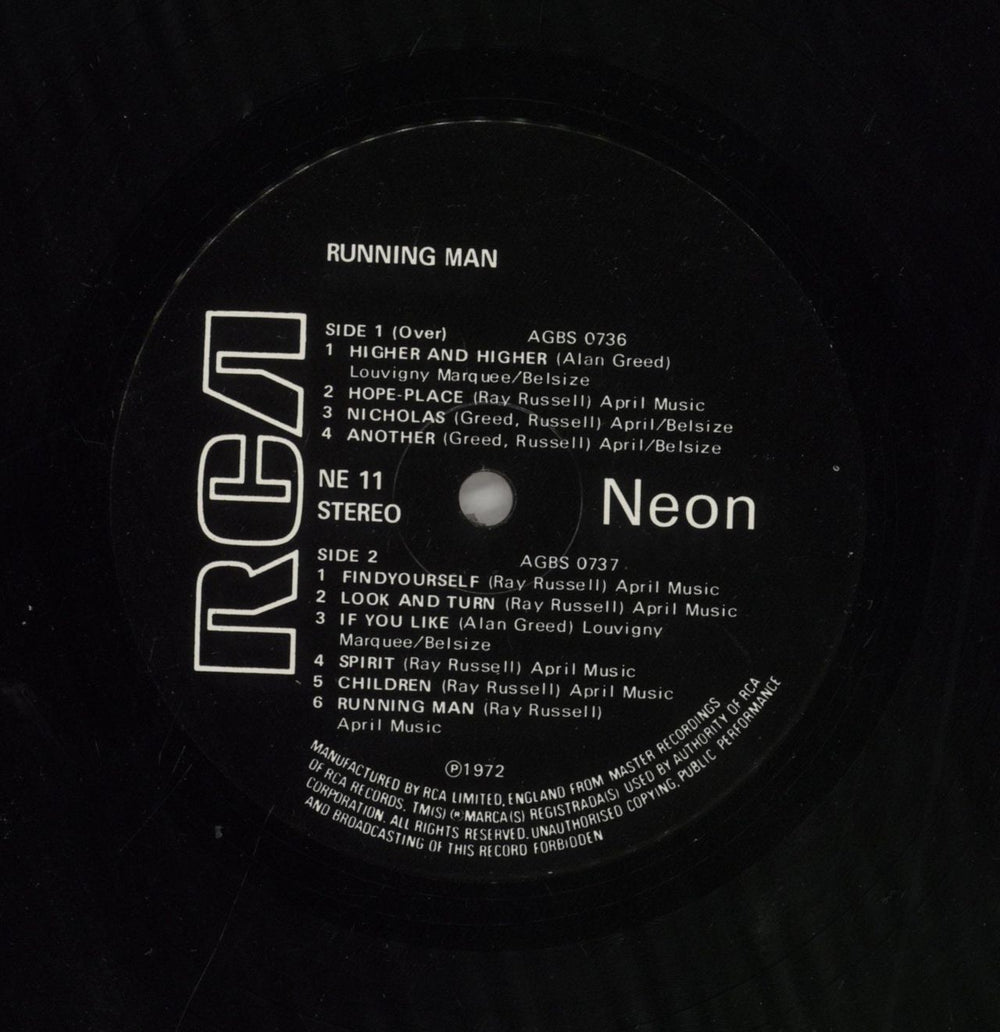 RUNNING MAN
RCA
SIDE 1 (Over) AGBS 0736
1 HIGHER AND HIGHER (Alan Greed)
Louvigny Marquee/Belsize
2 HOPE-PLACE (Ray Russell) April Music
3 NICHOLAS (Greed, Russell) April/Belsize
4 ANOTHER (Greed, Russell) April/Belsize
NE 11
STEREO
Neon
SIDE 2 AGBS 0737
1 FINDYOURSELF (Ray Russell) April Music
2 LOOK AND TURN (Ray Russell) April Music
3 IF YOU LIKE (Alan Greed) Louvigny
Marquee/Belsize
4 SPIRIT (Ray Russell) April Music
5 CHILDREN (Ray Russell) April Music
6 RUNNING MAN (Ray Russell)
April Music
℗1972
MANUFACTURED BY RCA LIMITED, ENGLAND FROM MASTER RECORDINGS
OF RCA RECORDS. TM(S) ® MARCA(S) REGISTRADA(S) USED BY AUTHORITY OF RCA
CORPORATION. ALL RIGHTS RESERVED. UNAUTHORISED COPYING, PUBLIC PERFORMANCE
AND BROADCASTING OF THIS RECORD FORBIDDEN